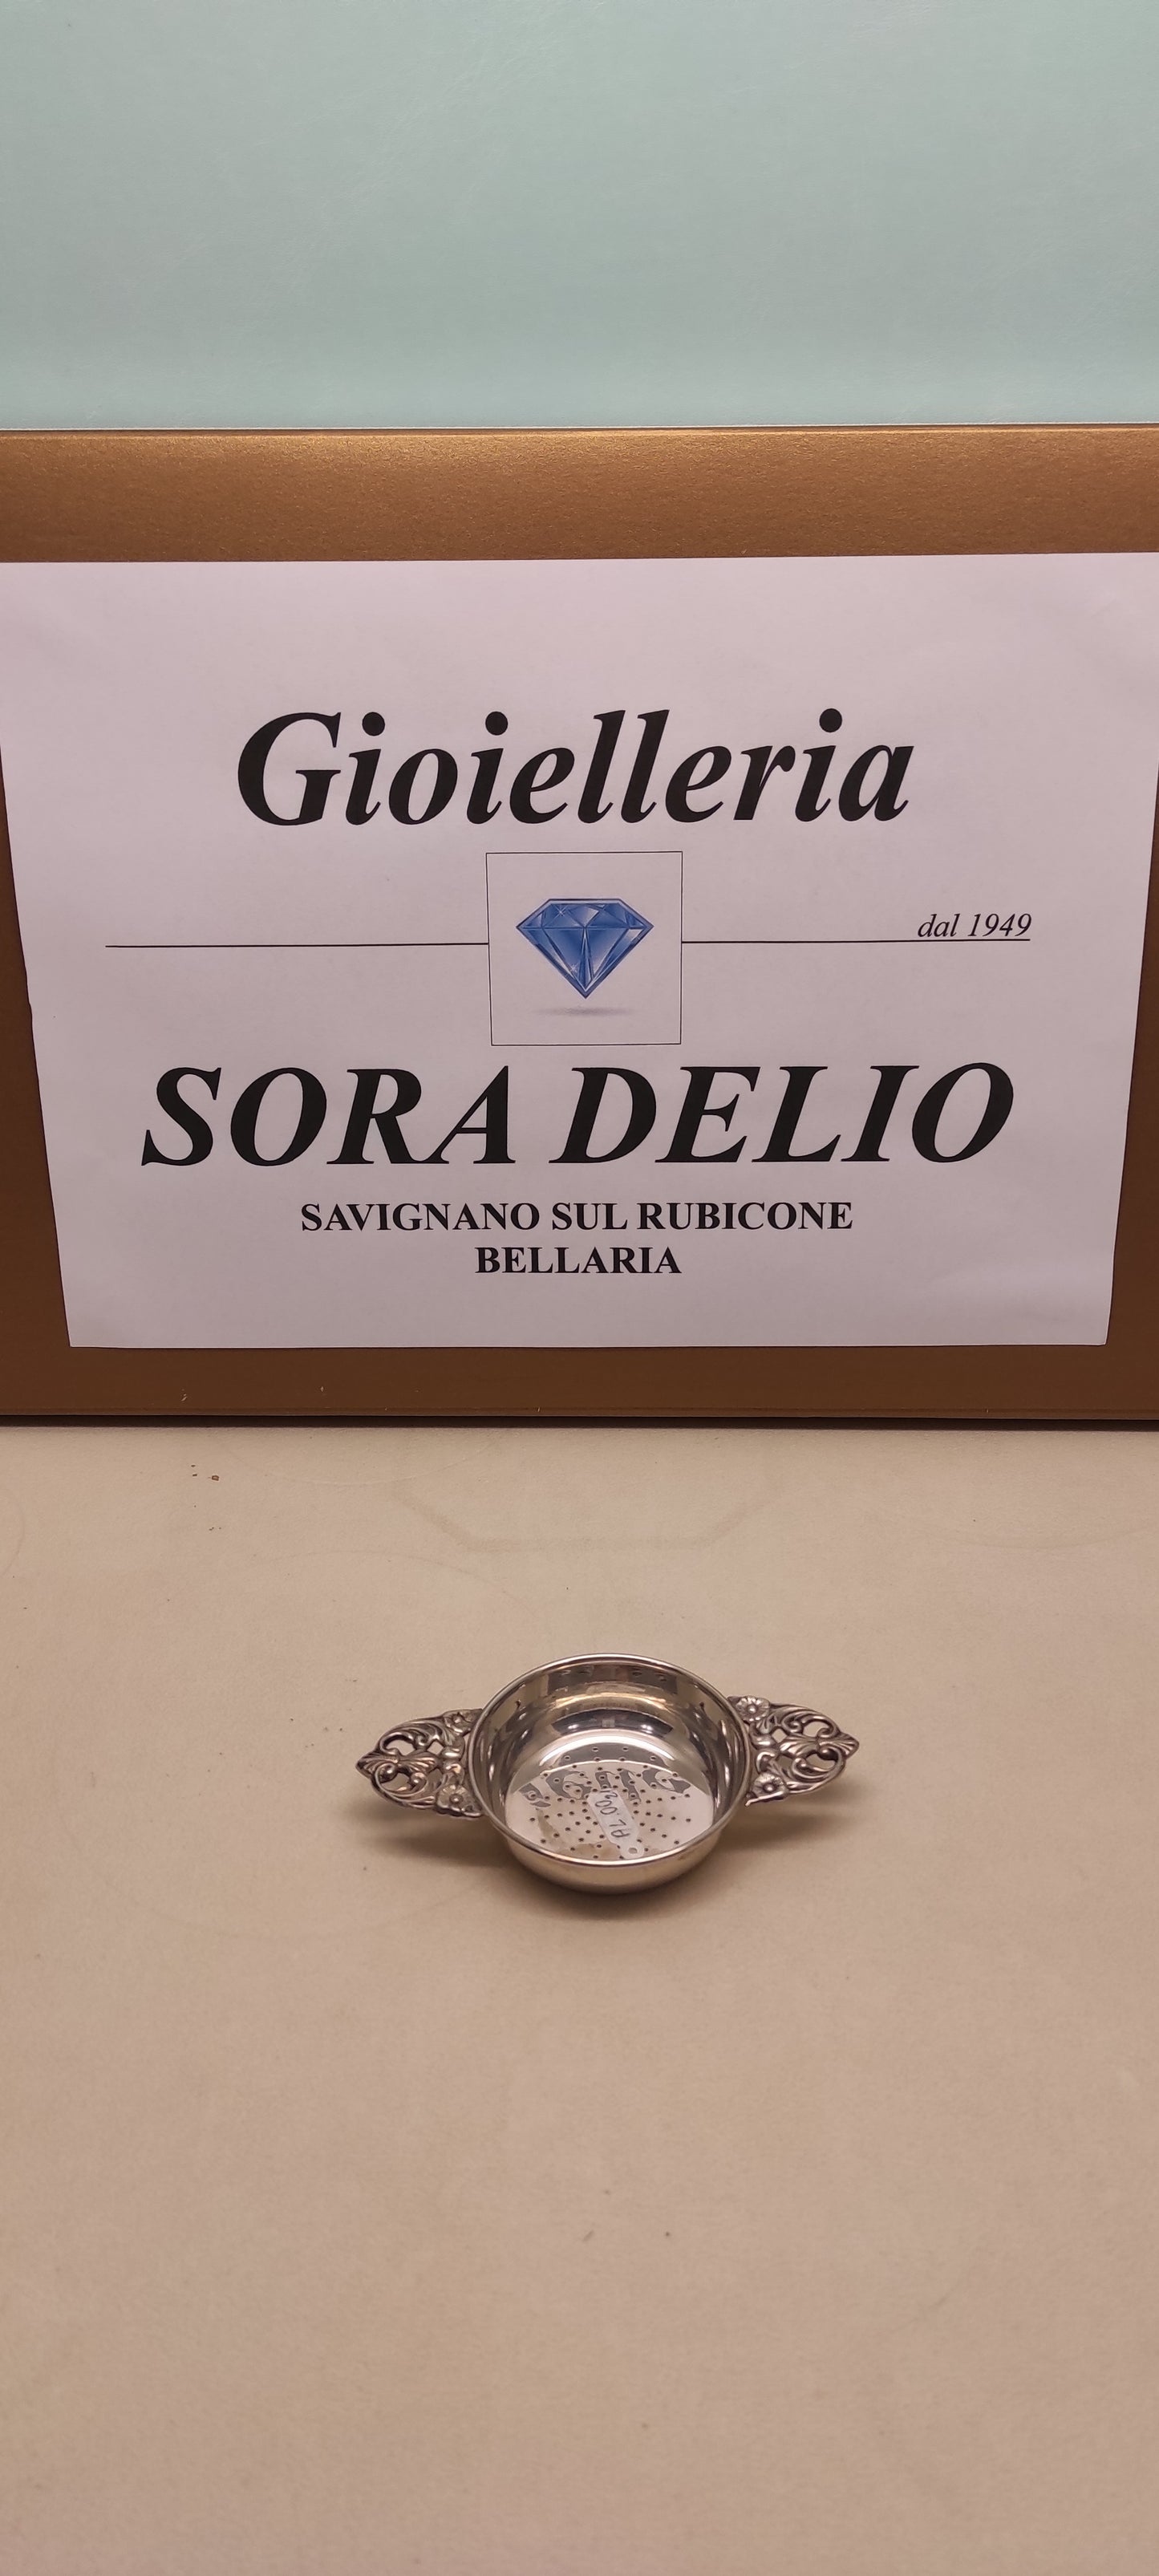 Gioielleria
dal 1949
SORA DELIO
SAVIGNANO SUL RUBICONE
BELLARIA